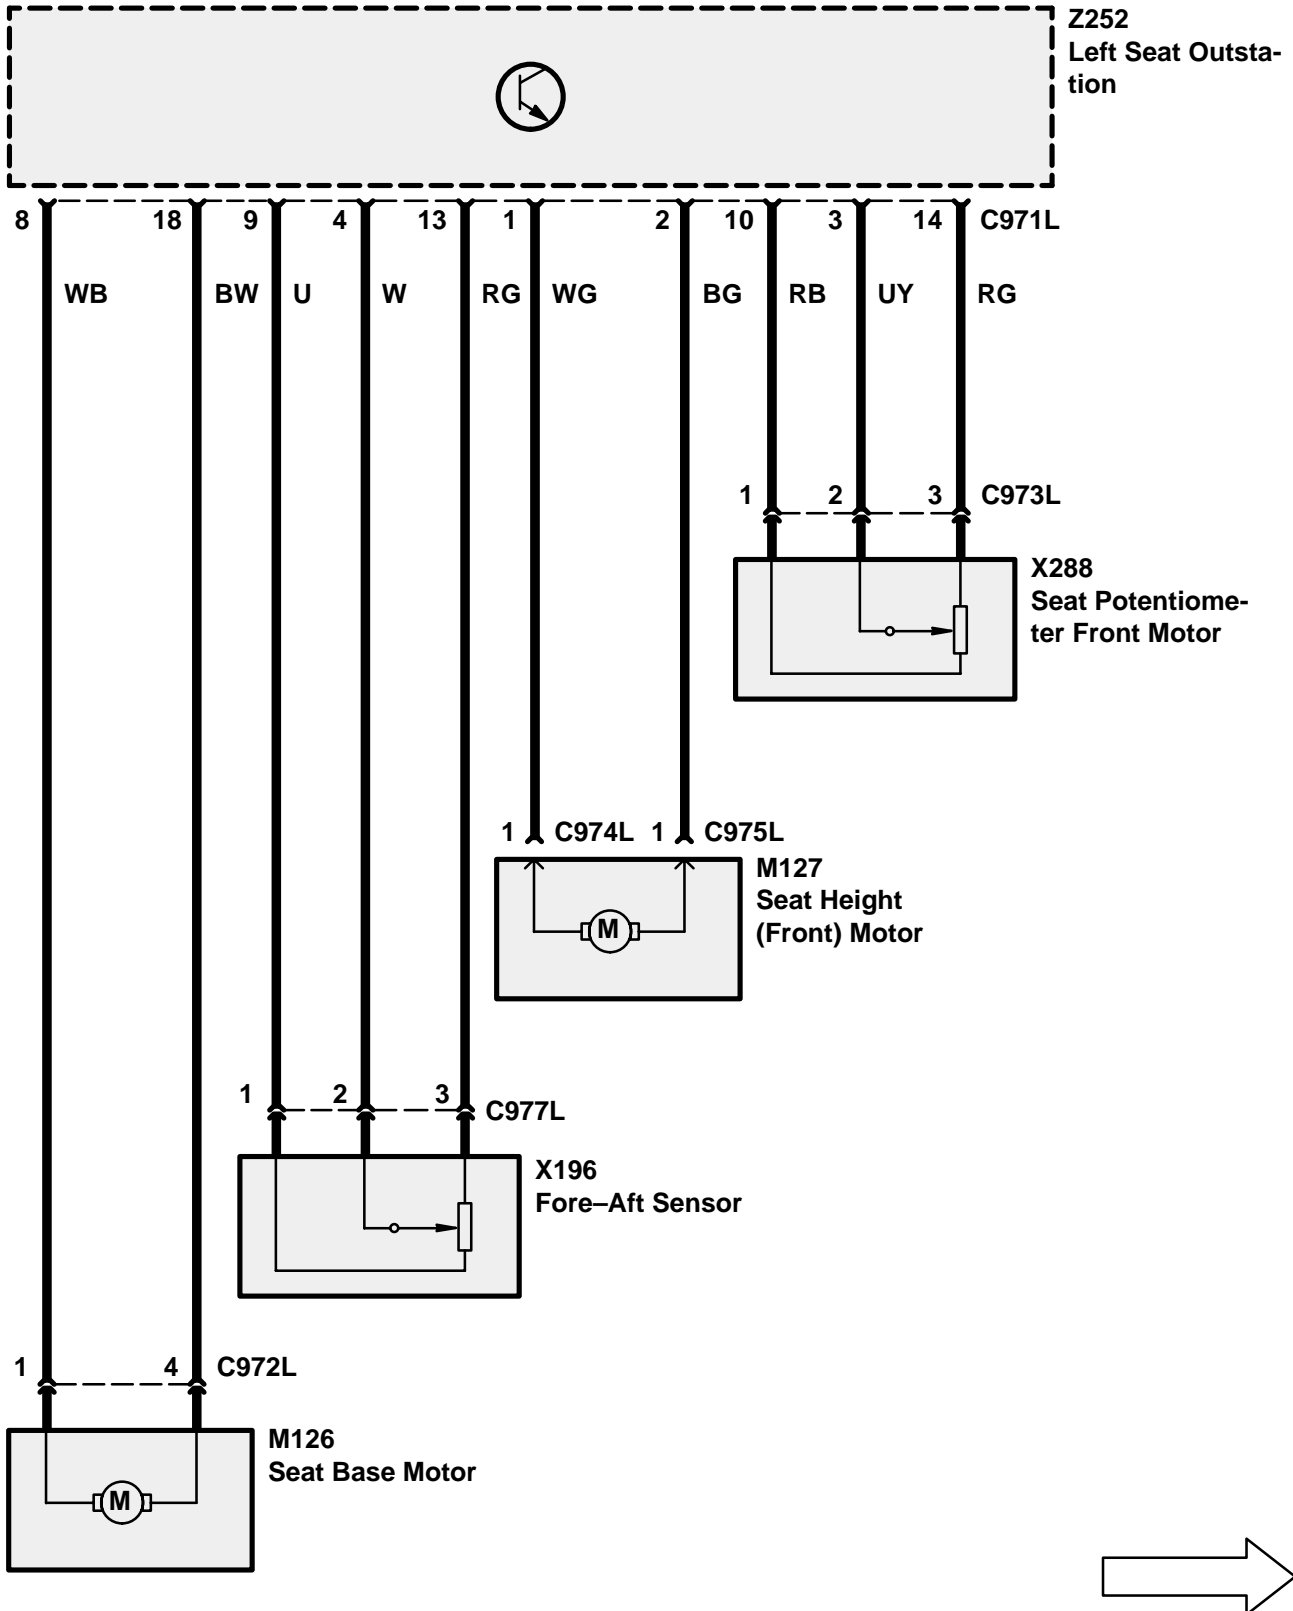 Z252
Left Seat Outsta-
tion
8 18 9 4 13 1 2 10 3 14 C971L
WB BW U W RG WG BG RB UY RG
1 2 3 C973L
X288
Seat Potentiome-
ter Front Motor
1 C974L 1 C975L
M127
Seat Height
(Front) Motor
M
1 2 3 C977L
X196
Fore–Aft Sensor
1 4 C972L
M126
Seat Base Motor
M